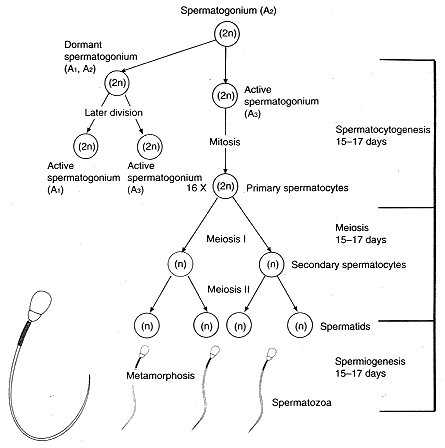 Spermatogonium (A2)
(2n)
Dormant
spermatogonium
(A1, A2)
(2n)
(2n)
Active
spermatogonium
(A3)
Later division
(2n)
(2n)
Active
spermatogonium
(A1)
Active
spermatogonium
(A3)
Mitosis
Spermatocytogenesis
15–17 days
16 X
(2n)
Primary spermatocytes
Meiosis I
Meiosis
15–17 days
(n)
(n)
Secondary spermatocytes
Meiosis II
(n)
(n)
(n)
(n)
Spermatids
Metamorphosis
Spermiogenesis
15–17 days
Spermatozoa